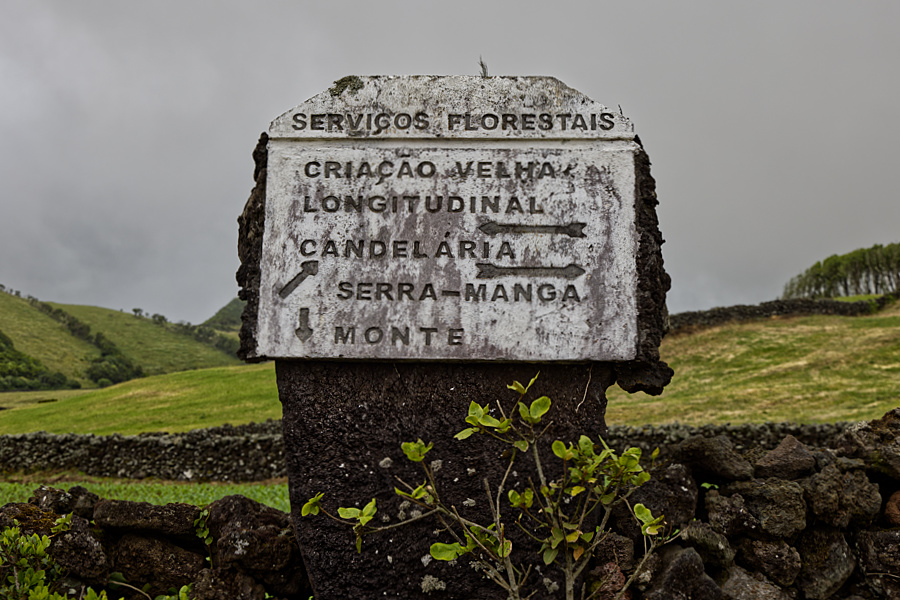 SERVIÇOS FLORESTAIS
CRIAÇÃO VELHA
LONGITUDINAL
CANDELÁRIA
SERRA-MANGA
MONTE